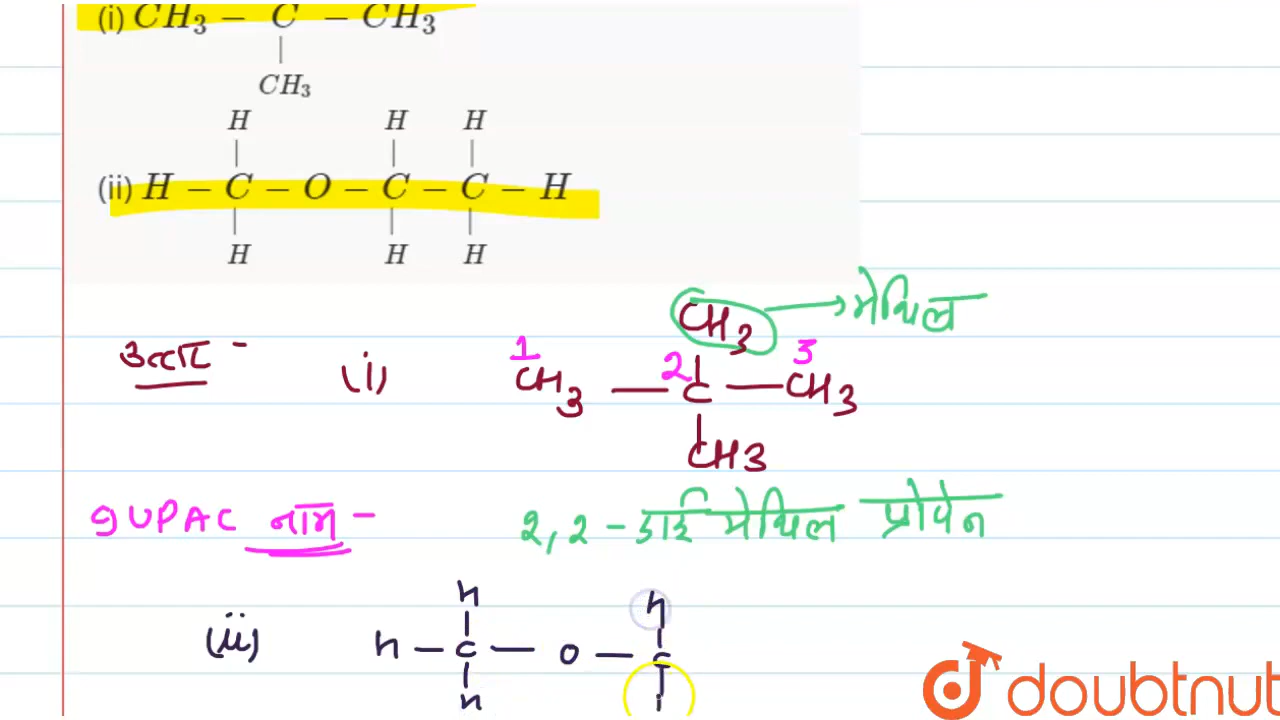 (i) CH₃ – C – CH₃
|
CH₃
H H H
| | |
(ii) H – C – O – C – C – H
| | |
H H H
CH3 → मेथिल
1 2 3
उत्तर – (i) CH3 — C — CH3
|
CH3
IUPAC नाम – 2,2 – डाई मेथिल प्रोपेन
H H
(ii) H – C – O – C
H
doubtnut